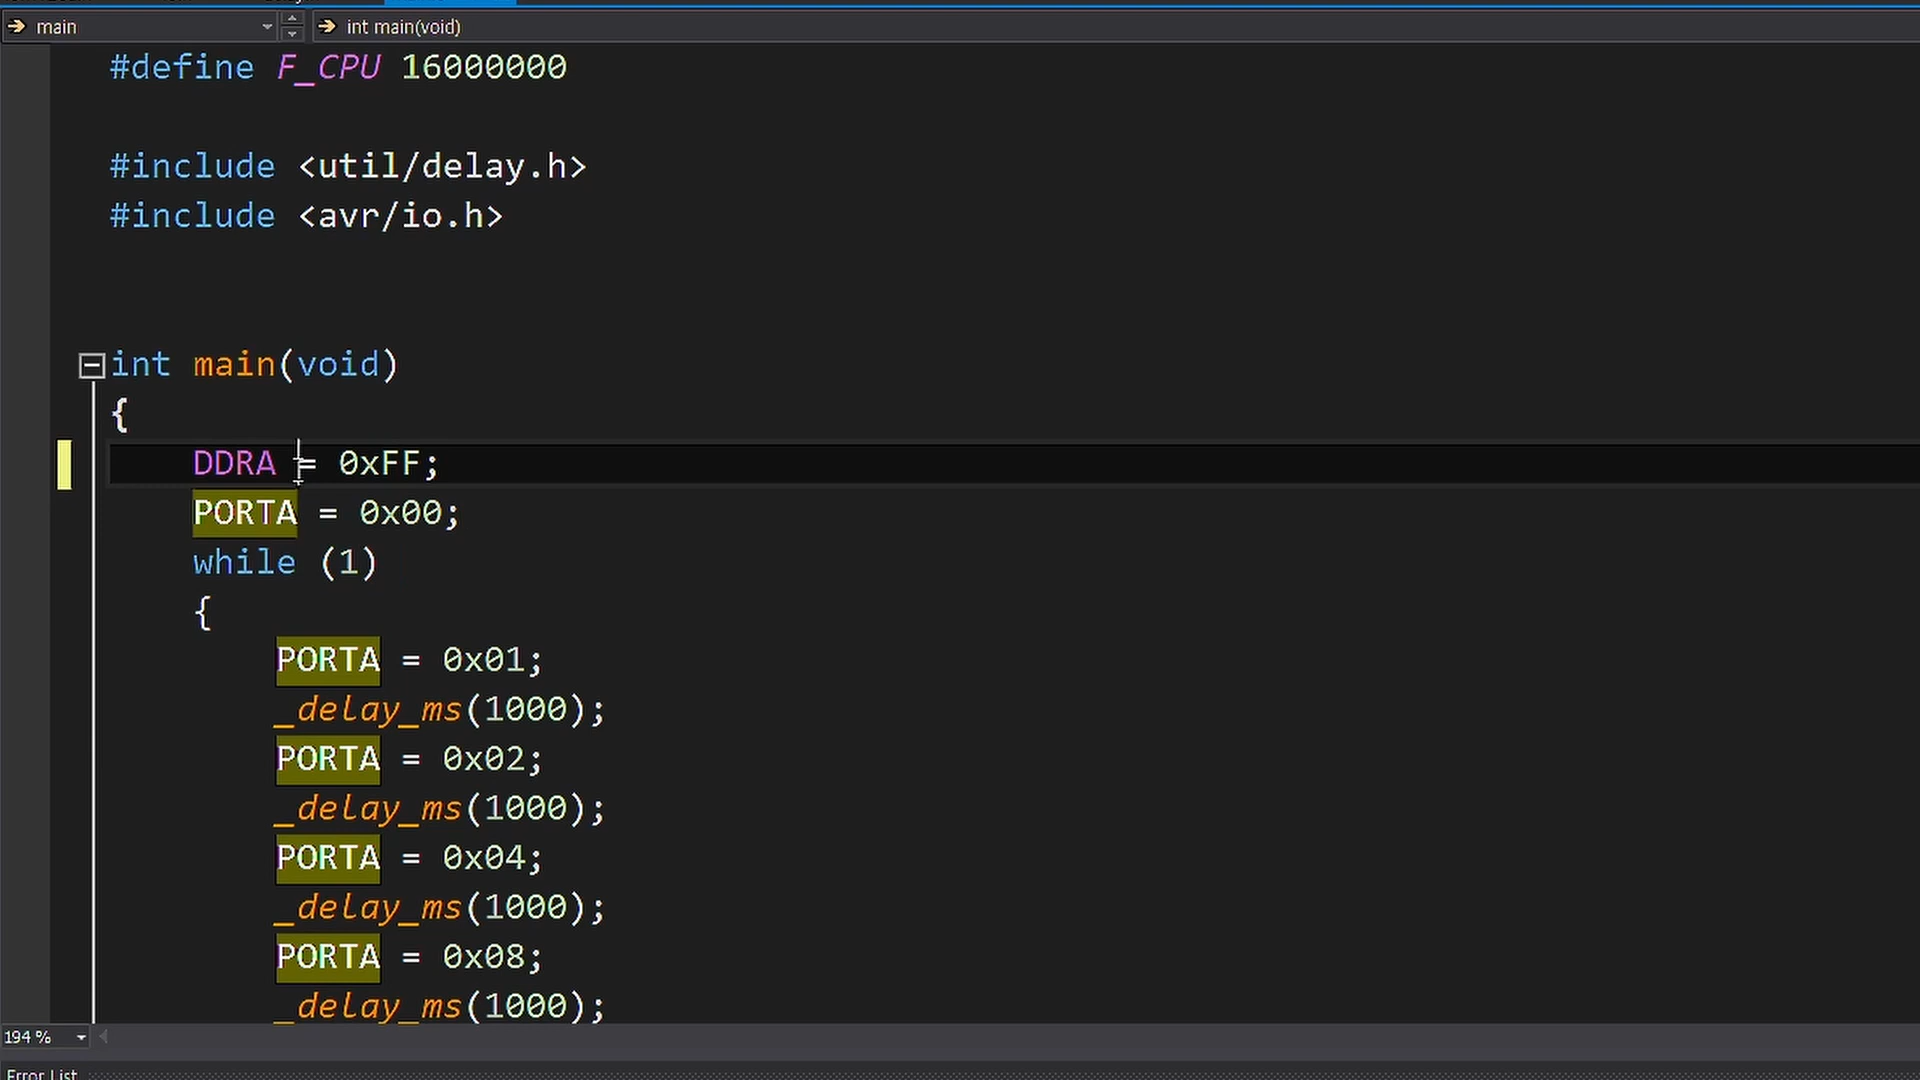 main
int main(void)
#define F_CPU 16000000
#include <util/delay.h>
#include <avr/io.h>
int main(void)
{
DDRA = 0xFF;
PORTA = 0x00;
while (1)
{
PORTA = 0x01;
_delay_ms(1000);
PORTA = 0x02;
_delay_ms(1000);
PORTA = 0x04;
_delay_ms(1000);
PORTA = 0x08;
_delay_ms(1000);
194 %
Error List